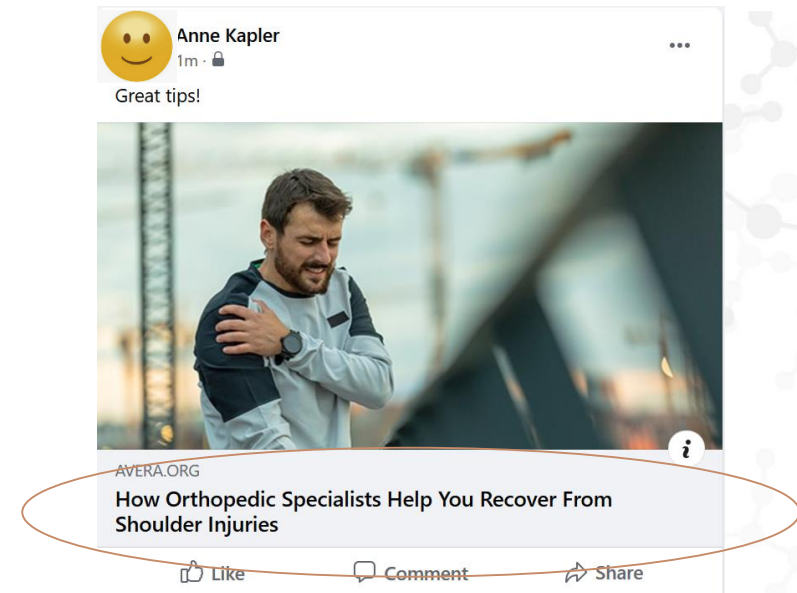 Anne Kapler
1m ·
Great tips!
i
AVERA.ORG
How Orthopedic Specialists Help You Recover From
Shoulder Injuries
Like Comment Share